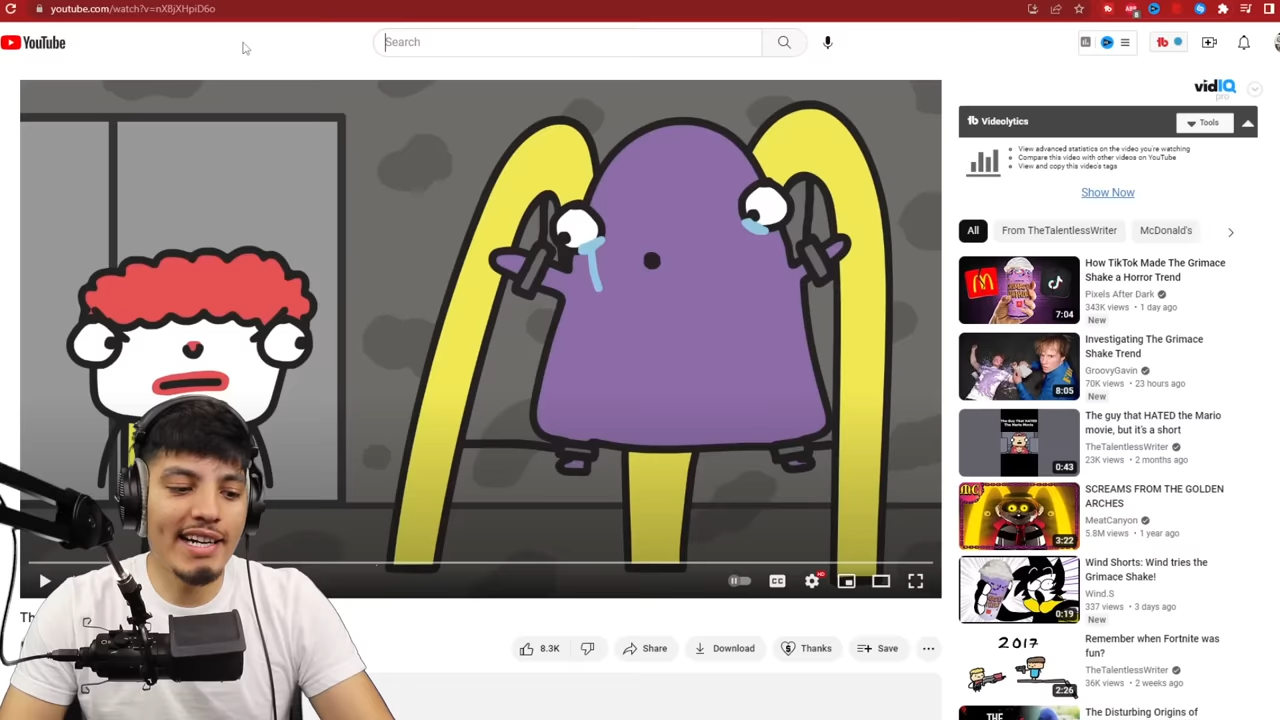 youtube.com/watch?v=nXBjXHpiD6o
YouTube
Search
vidIQ
pro
Videolytics
Tools
View advanced statistics on the video you're watching
Compare this video with other videos on YouTube
View and copy this video's tags
Show Now
All
From TheTalentlessWriter
McDonald's
How TikTok Made The Grimace
Shake a Horror Trend
Pixels After Dark
343K views • 1 day ago
New
7:04
Investigating The Grimace
Shake Trend
GroovyGavin
70K views • 23 hours ago
New
8:05
The guy that HATED the Mario
movie, but it's a short
TheTalentlessWriter
23K views • 2 months ago
0:43
SCREAMS FROM THE GOLDEN
ARCHES
MeatCanyon
5.8M views • 1 year ago
3:22
Wind Shorts: Wind tries the
Grimace Shake!
Wind.S
337 views • 3 days ago
New
0:19
2017
Remember when Fortnite was
fun?
TheTalentlessWriter
36K views • 2 weeks ago
2:26
The Disturbing Origins of
THE
CC
HD
Th
8.3K
Share
Download
Thanks
Save